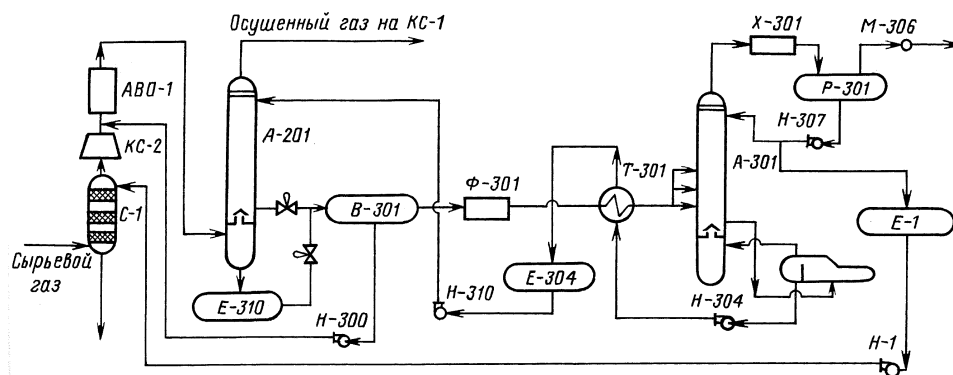 Осушенный газ на КС-1
Х-301
М-306
АВО-1
Р-301
Н-307
А-201
КС-2
Т-301
А-301
Ф-301
С-1
В-301
Е-1
Сырьевой
газ
Е-304
Е-310
Н-310
Н-304
Н-300
Н-1